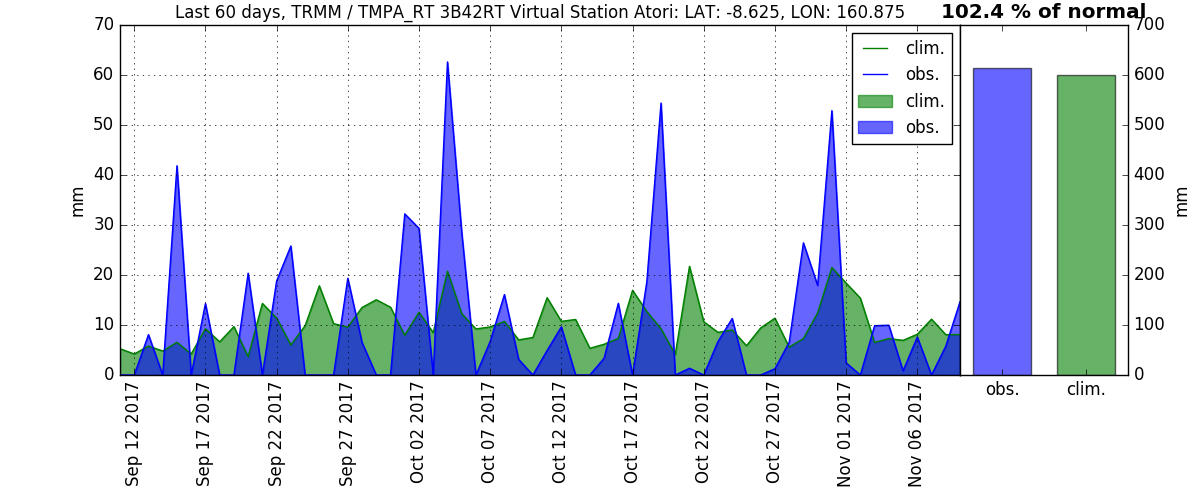 Last 60 days, TRMM / TMPA_RT 3B42RT Virtual Station Atori: LAT: -8.625, LON: 160.875
102.4 % of normal
70
60
50
40
30
20
10
0
mm
clim.
obs.
clim.
obs.
700
600
500
400
300
200
100
0
mm
obs.
clim.
Sep 12 2017
Sep 17 2017
Sep 22 2017
Sep 27 2017
Oct 02 2017
Oct 07 2017
Oct 12 2017
Oct 17 2017
Oct 22 2017
Oct 27 2017
Nov 01 2017
Nov 06 2017